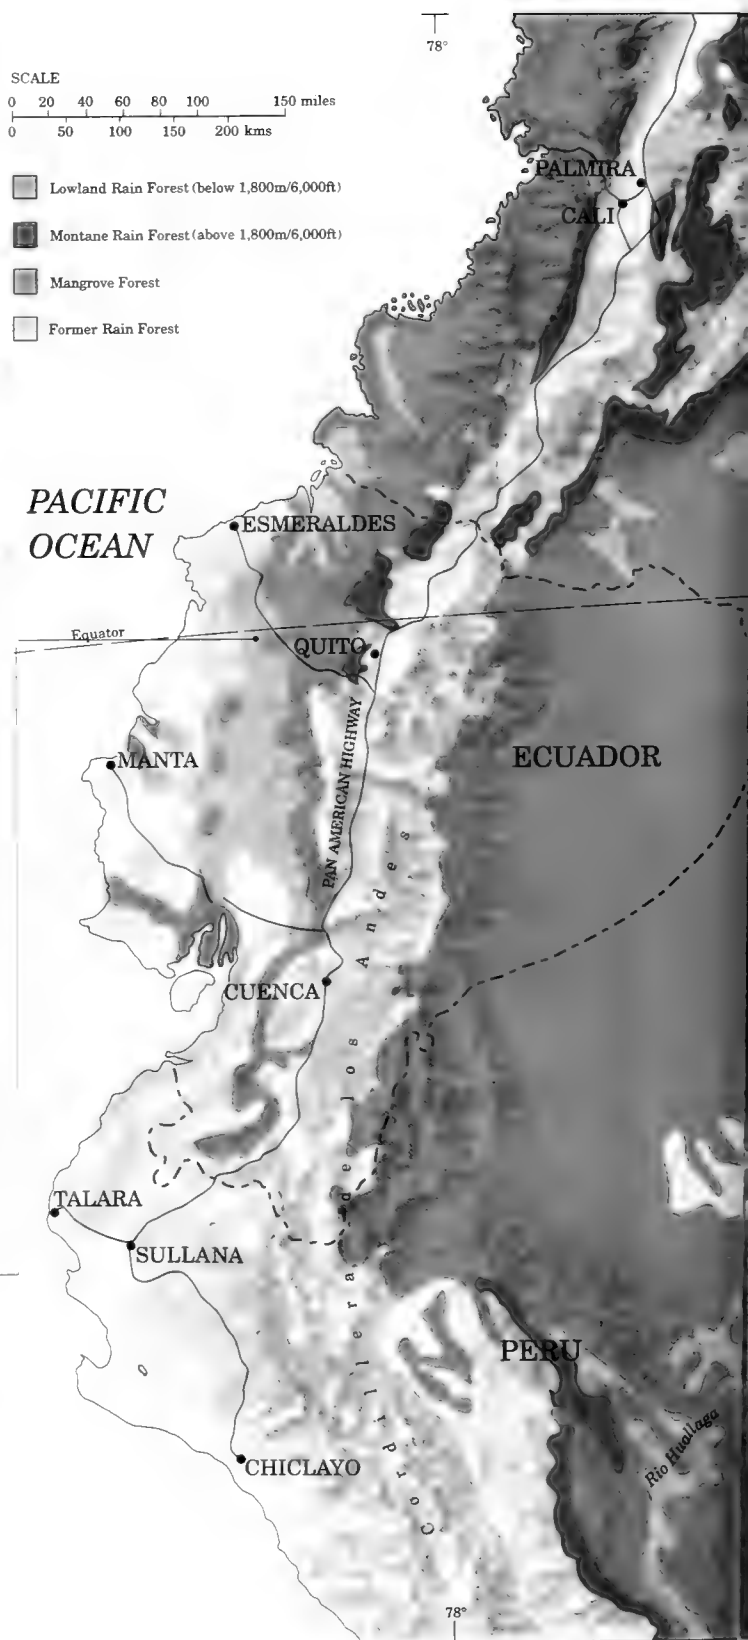 78°
SCALE
0 20 40 60 80 100 150 miles
0 50 100 150 200 kms
Lowland Rain Forest (below 1,800m/6,000ft)
Montane Rain Forest (above 1,800m/6,000ft)
Mangrove Forest
Former Rain Forest
PALMIRA
CALI
PACIFIC
OCEAN
ESMERALDES
Equator
QUITO
PAN AMERICAN HIGHWAY
MANTA
ECUADOR
CUENCA
Cordillera de los Andes
TALARA
SULLANA
PERU
Rio Huallaga
CHICLAYO
78°